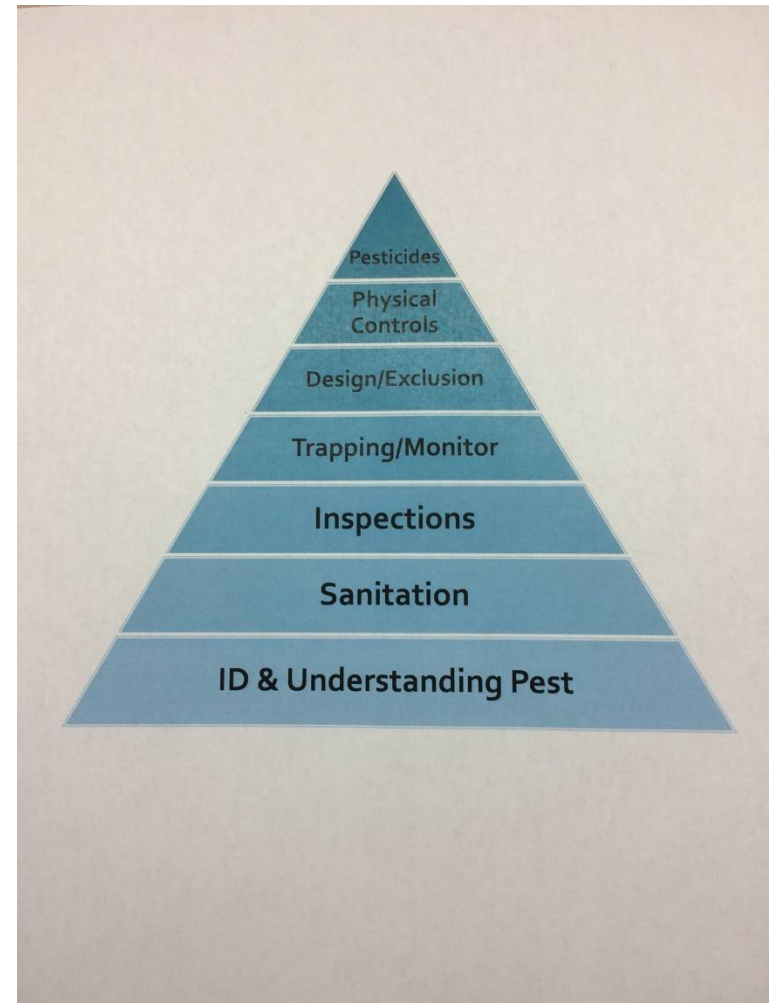 Pesticides
Physical
Controls
Design/Exclusion
Trapping/Monitor
Inspections
Sanitation
ID & Understanding Pest